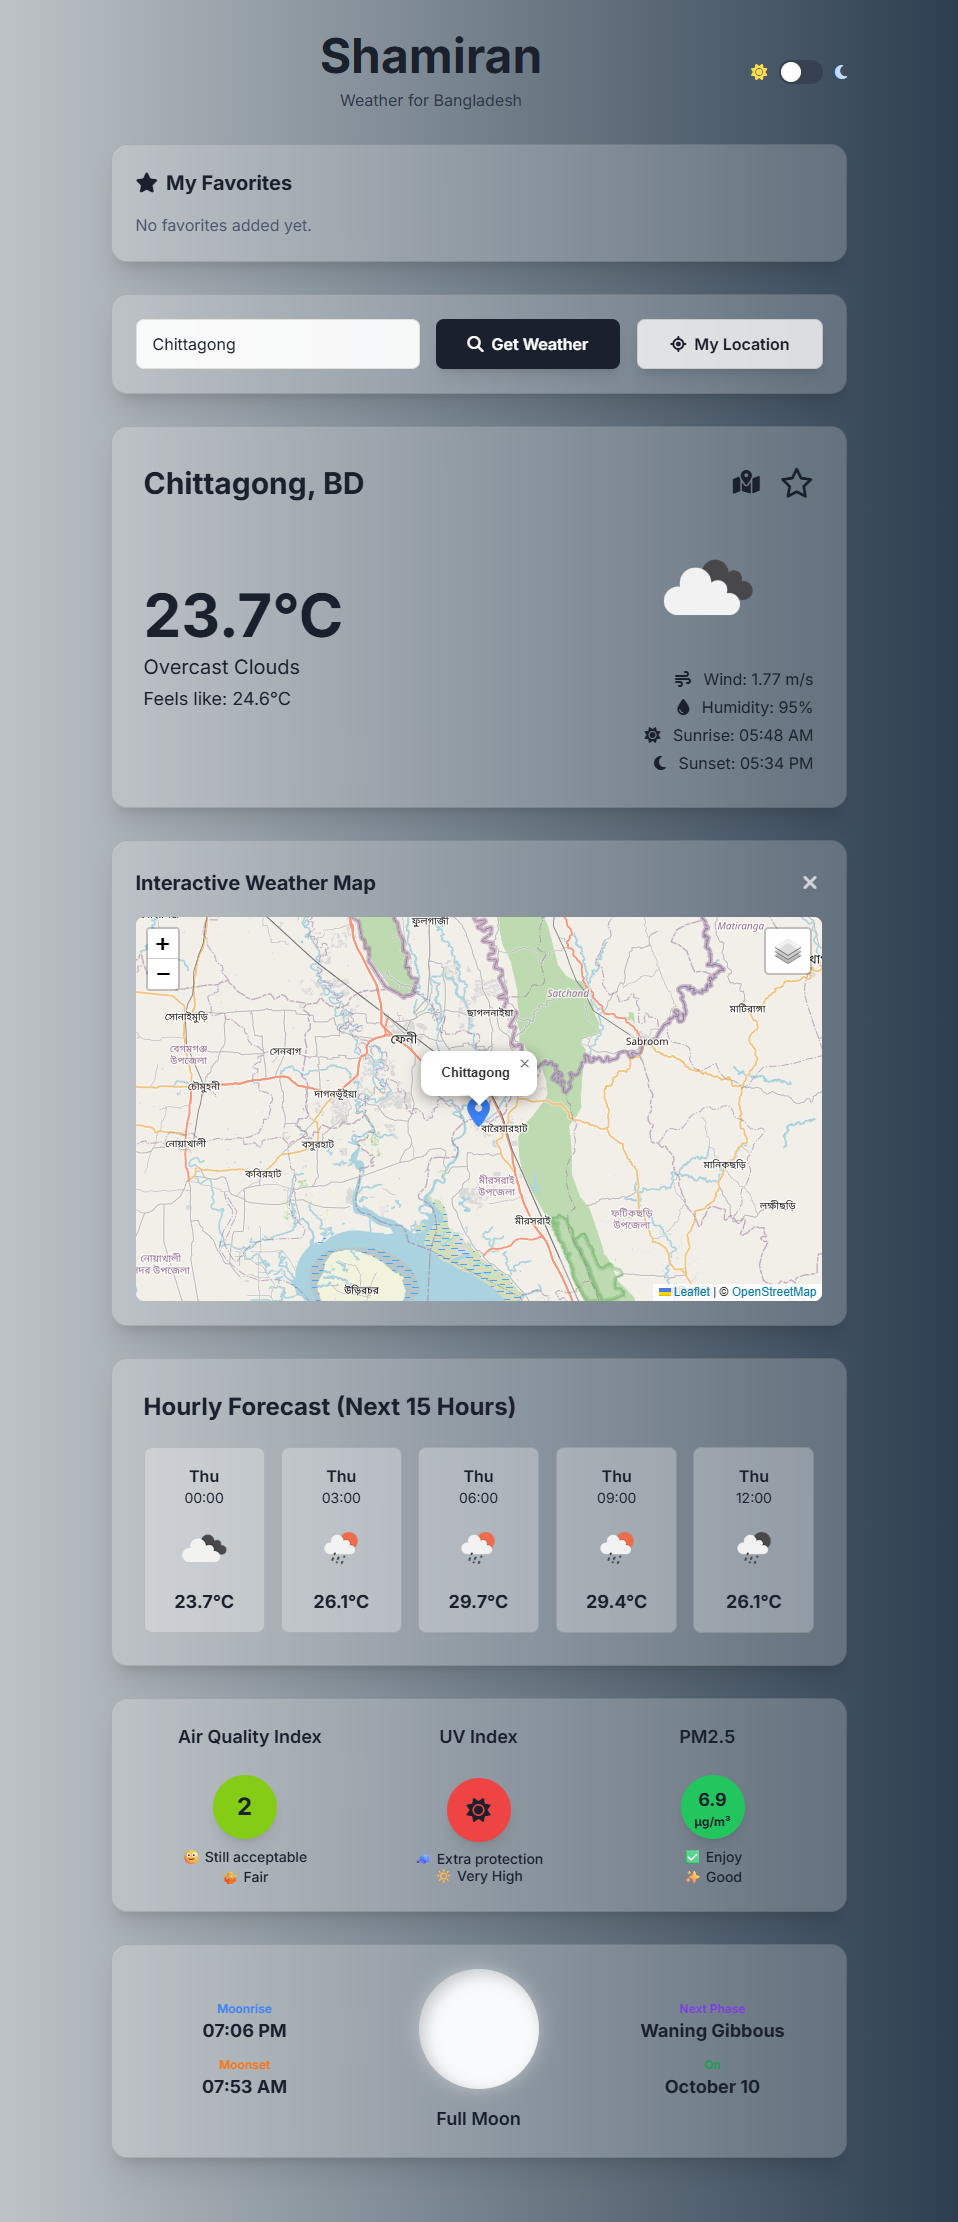 Shamiran
Weather for Bangladesh
My Favorites
No favorites added yet.
Chittagong
Get Weather
My Location
Chittagong, BD
23.7°C
Overcast Clouds
Feels like: 24.6°C
Wind: 1.77 m/s
Humidity: 95%
Sunrise: 05:48 AM
Sunset: 05:34 PM
Interactive Weather Map
+
−
ফুলগাজী
Matiranga
Satchand
সোনাইমুড়ি
ছাগলনাইয়া
মাটিরাঙ্গা
ফেনী
Sabroom
বেগমগঞ্জ
উপজেলা
সেনবাগ
Chittagong
চৌমুহনী
দাগনভূঁইয়া
বারৈয়ারহাট
নোয়াখালী
বসুরহাট
মানিকছড়ি
কবিরহাট
মীরসরাই
উপজেলা
লক্ষীছড়ি
মীরসরাই
ফটিকছড়ি
উপজেলা
নোয়াখালী
দর উপজেলা
উড়িরচর
Leaflet | © OpenStreetMap
Hourly Forecast (Next 15 Hours)
Thu Thu Thu Thu Thu
00:00 03:00 06:00 09:00 12:00
23.7°C 26.1°C 29.7°C 29.4°C 26.1°C
Air Quality Index UV Index PM2.5
2
6.9
µg/m³
Still acceptable
Fair
Extra protection
Very High
Enjoy
Good
Moonrise
07:06 PM
Moonset
07:53 AM
Full Moon
Next Phase
Waning Gibbous
On
October 10